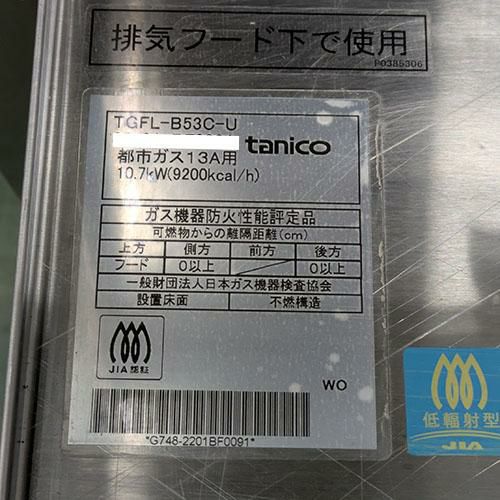 排気フード下で使用
P0385306
TGFL-B53C-U
tanico
都市ガス13A用
10.7kW(9200kcal/h)
ガス機器防火性能評定品
可燃物からの離隔距離(cm)
上方 側方 前方 後方
フード 0以上 0以上
一般財団法人日本ガス機器検査協会
設置床面 不燃構造
JIA認証
WO
*G748-2201BF0091*
低輻射型
JIA